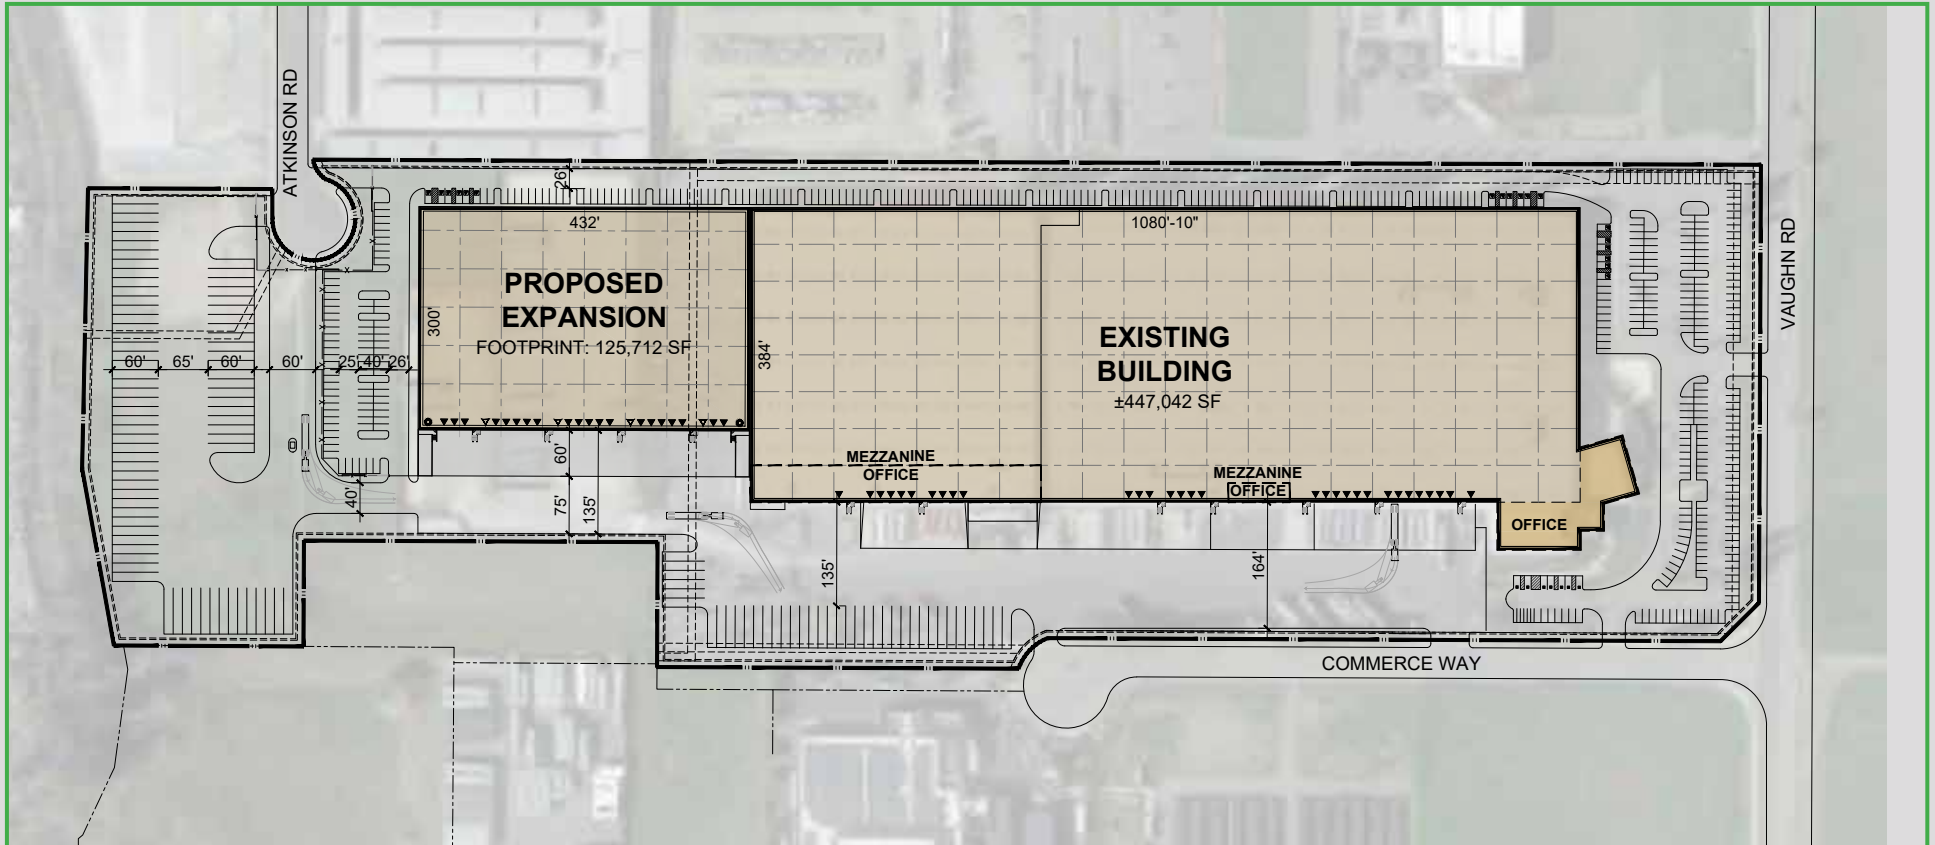 ATKINSON RD
26'
432'
1080'-10"
PROPOSED
EXPANSION
FOOTPRINT: 125,712 SF
300'
384'
EXISTING
BUILDING
±447,042 SF
VAUGHN RD
60'
65'
60'
60'
25'
40'
26'
MEZZANINE
OFFICE
MEZZANINE
OFFICE
OFFICE
60'
40'
75'
135'
135'
164'
COMMERCE WAY